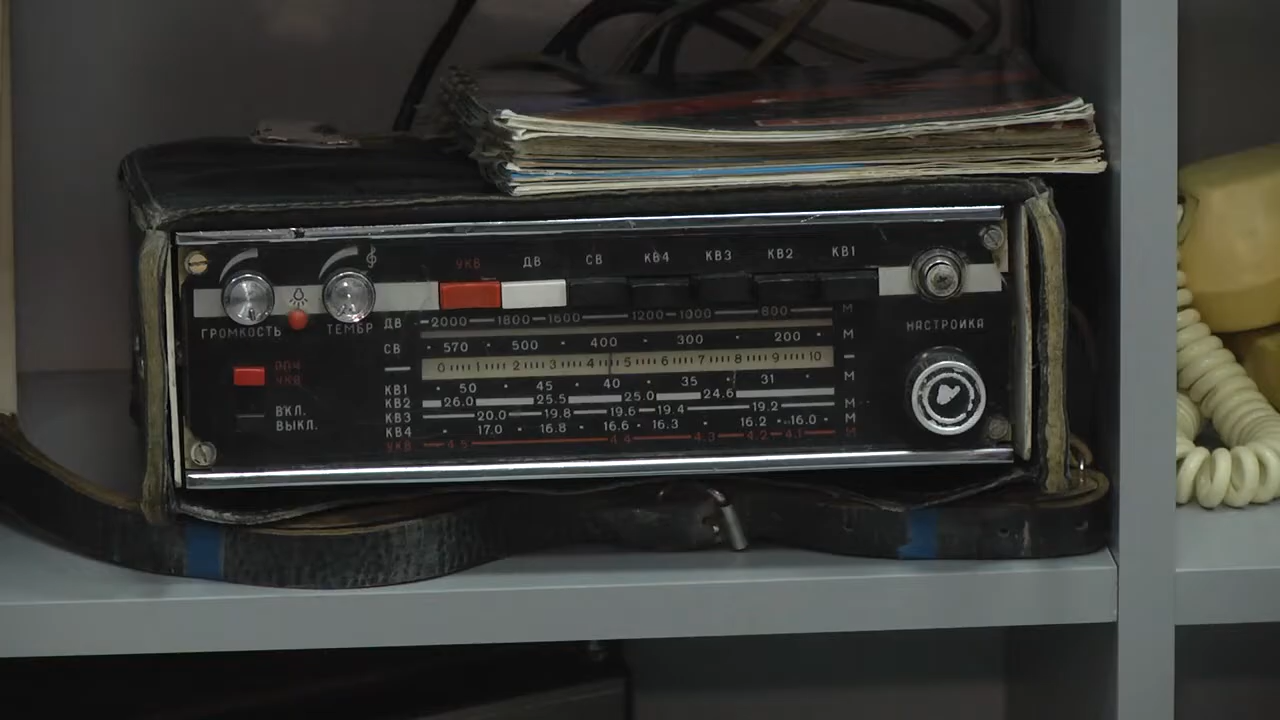 УКВ ДВ СВ КВ4 КВ3 КВ2 КВ1
ГРОМКОСТЬ ТЕМБР
НАСТРОЙКА
ДВ 2000 1800 1600 1200 1000 800 М
СВ 570 500 400 300 200 М
0 1 2 3 4 5 6 7 8 9 10
КВ1 50 45 40 35 31 М
КВ2 26.0 25.5 25.0 24.6
КВ3 20.0 19.8 19.6 19.4 19.2 М
КВ4 17.0 16.8 16.6 16.3 16.2 16.0 М
УКВ 4.5 4.4 4.3 4.2 4.1 М
АПЧ
УКВ
ВКЛ.
ВЫКЛ.